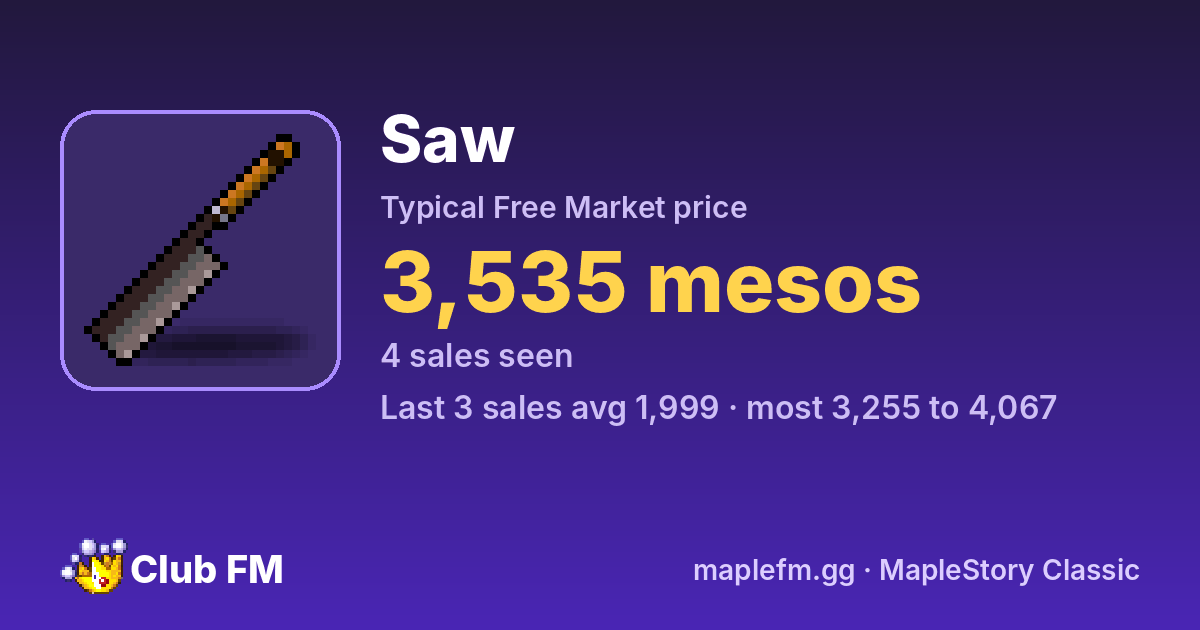 Saw
Typical Free Market price
3,535 mesos
4 sales seen
Last 3 sales avg 1,999 · most 3,255 to 4,067
Club FM
maplefm.gg · MapleStory Classic